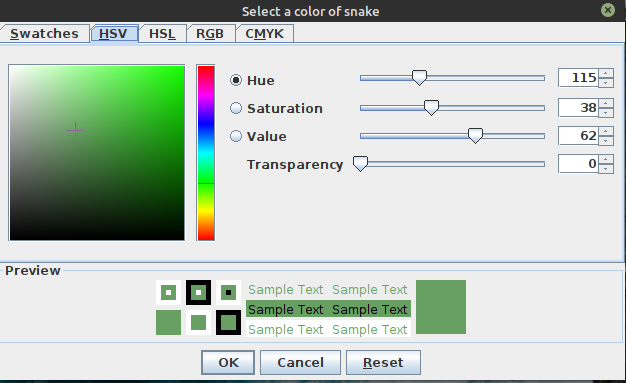 Select a color of snake
Swatches HSV HSL RGB CMYK
Hue 115
Saturation 38
Value 62
Transparency 0
Preview
Sample Text Sample Text
Sample Text Sample Text
Sample Text Sample Text
OK Cancel Reset